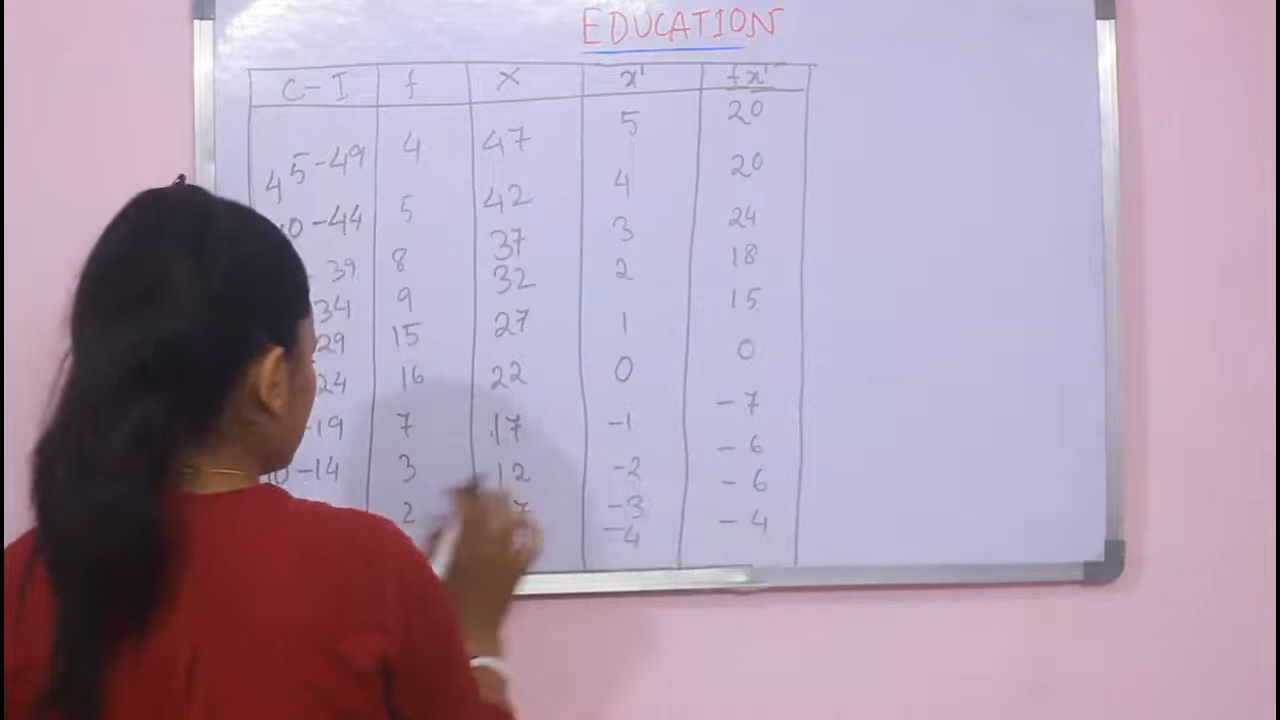 EDUCATION
C-I f X x' fx'
45-49 4 47 5 20
-44 5 42 4 20
39 8 37 3 24
34 9 32 2 18
29 15 27 1 15
24 16 22 0 0
-19 7 17 -1 -7
-14 3 12 -2 -6
2 7 -3 -6
-4 -4